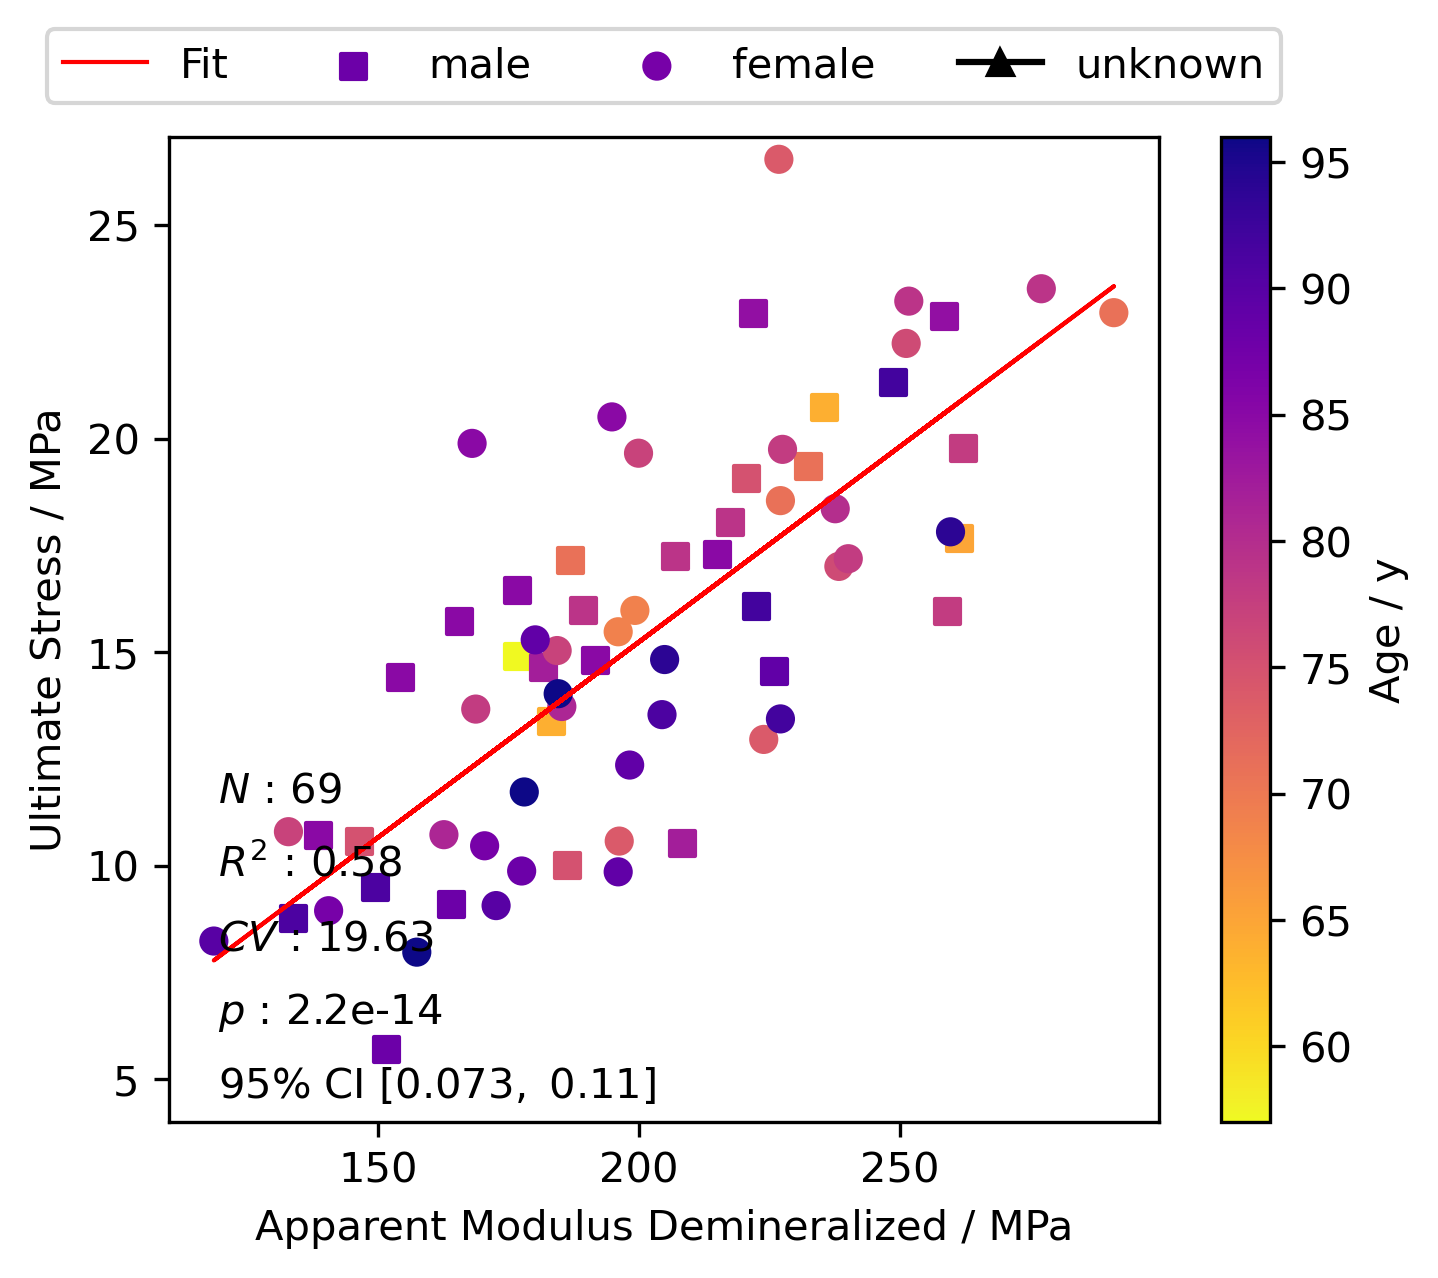 Fit male female unknown
25
20
15
10
5
Ultimate Stress / MPa
N : 69
R² : 0.58
CV : 19.63
p : 2.2e-14
95% CI [0.073, 0.11]
150 200 250
Apparent Modulus Demineralized / MPa
95
90
85
80
75
70
65
60
Age / y